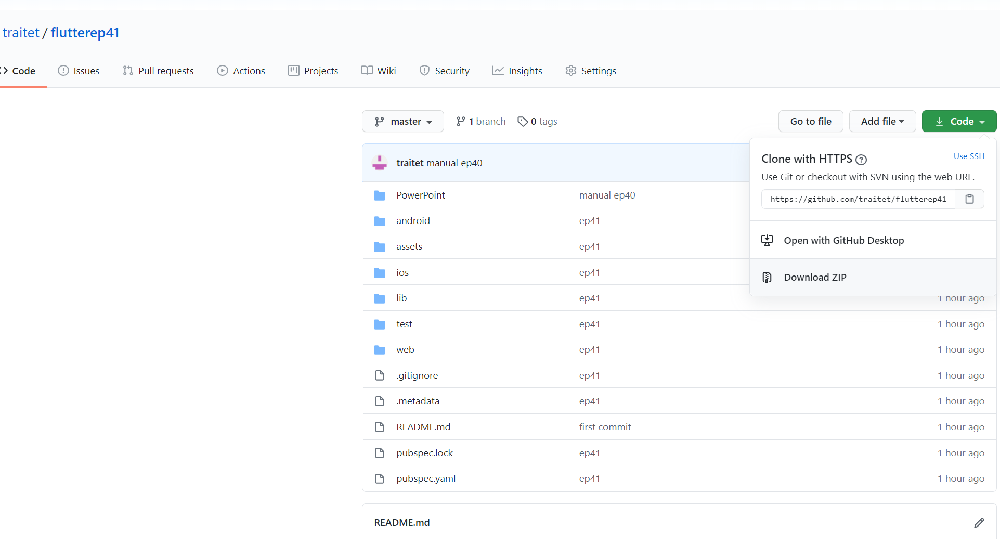 traitet / flutterep41
Code Issues Pull requests Actions Projects Wiki Security Insights Settings
master 1 branch 0 tags Go to file Add file Code
traitet manual ep40
Clone with HTTPS Use SSH
Use Git or checkout with SVN using the web URL.
https://github.com/traitet/flutterep41
Open with GitHub Desktop
Download ZIP
PowerPoint manual ep40
android ep41
assets ep41
ios ep41
lib ep41 1 hour ago
test ep41 1 hour ago
web ep41 1 hour ago
.gitignore ep41 1 hour ago
.metadata ep41 1 hour ago
README.md first commit 1 hour ago
pubspec.lock ep41 1 hour ago
pubspec.yaml ep41 1 hour ago
README.md